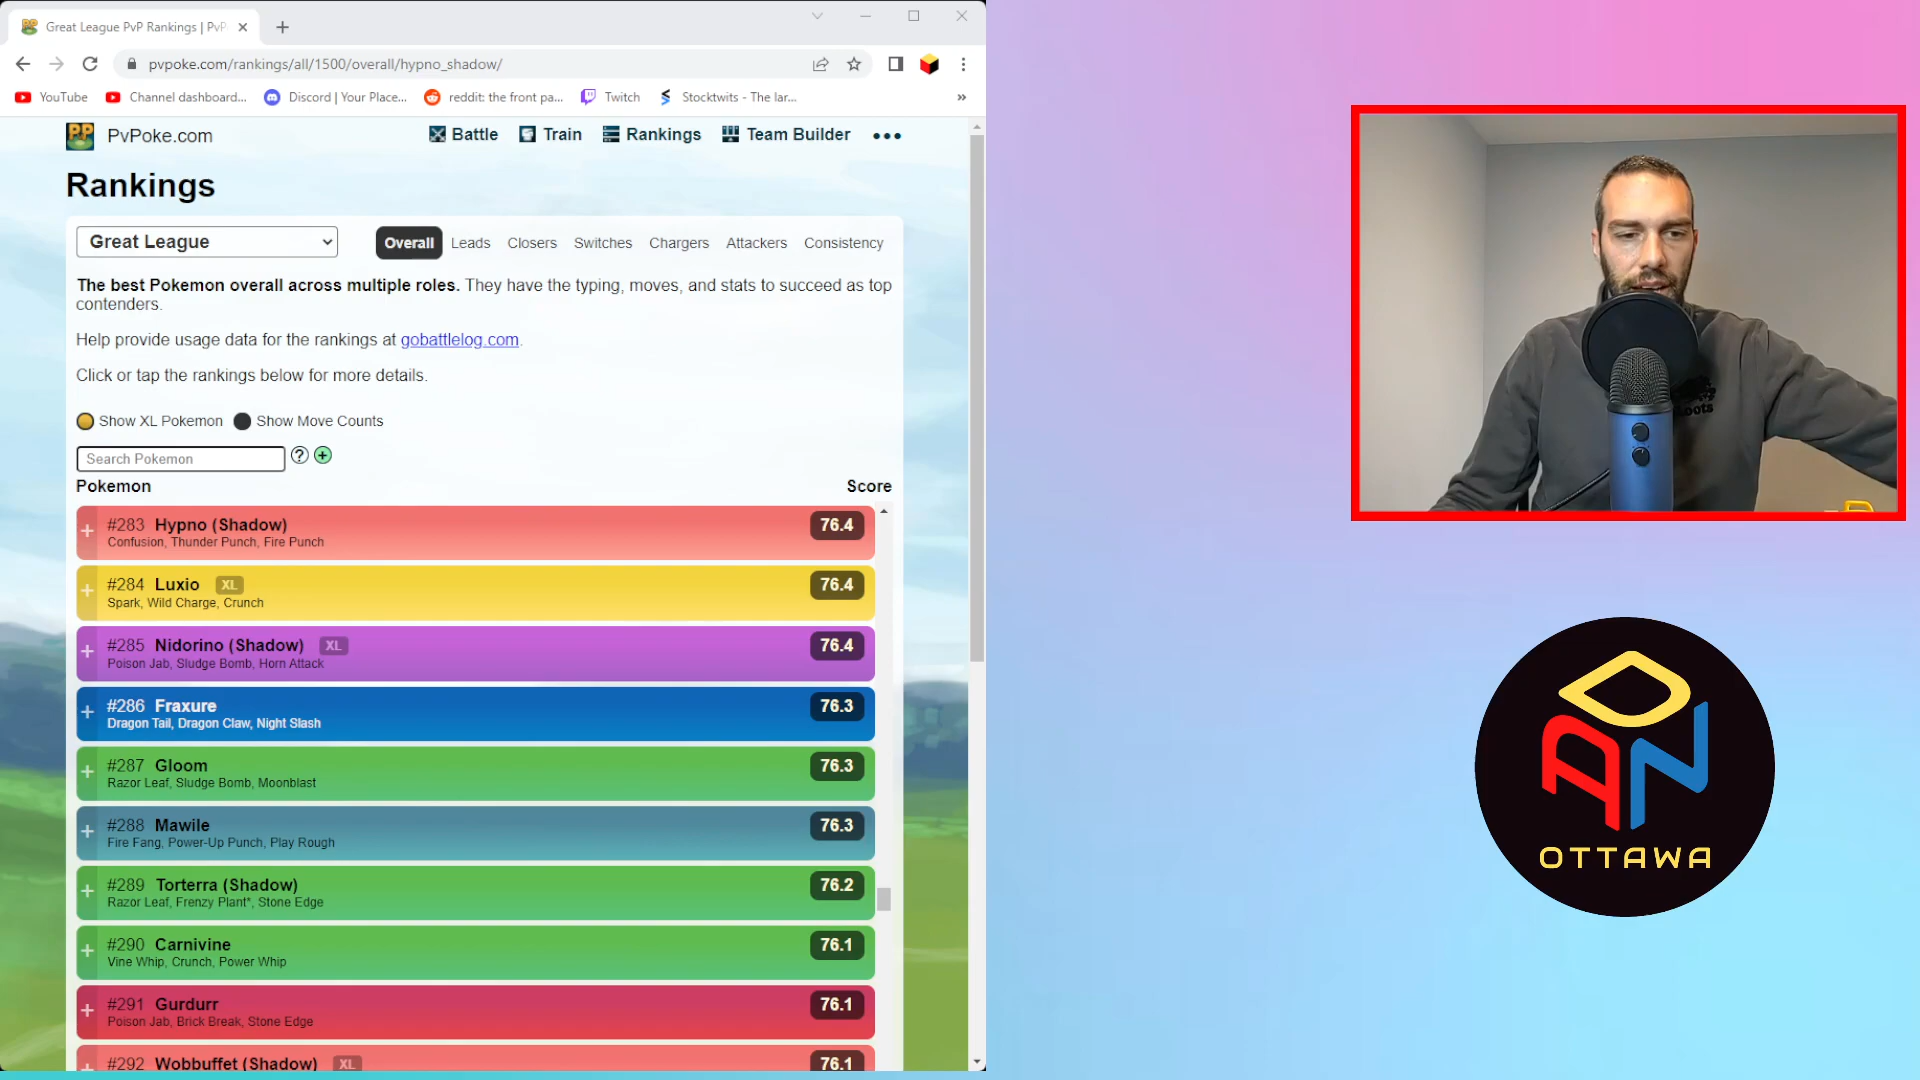 Great League PvP Rankings | PvP
pvpoke.com/rankings/all/1500/overall/hypno_shadow/
YouTube
Channel dashboard...
Discord | Your Place...
reddit: the front pa...
Twitch
Stocktwits - The lar...
PvPoke.com
Battle
Train
Rankings
Team Builder
Rankings
Great League
Overall
Leads
Closers
Switches
Chargers
Attackers
Consistency
The best Pokemon overall across multiple roles. They have the typing, moves, and stats to succeed as top
contenders.
Help provide usage data for the rankings at gobattlelog.com.
Click or tap the rankings below for more details.
Show XL Pokemon
Show Move Counts
Search Pokemon
?
Pokemon
Score
#283 Hypno (Shadow)
76.4
Confusion, Thunder Punch, Fire Punch
#284 Luxio XL
76.4
Spark, Wild Charge, Crunch
#285 Nidorino (Shadow) XL
76.4
Poison Jab, Sludge Bomb, Horn Attack
#286 Fraxure
76.3
Dragon Tail, Dragon Claw, Night Slash
#287 Gloom
76.3
Razor Leaf, Sludge Bomb, Moonblast
#288 Mawile
76.3
Fire Fang, Power-Up Punch, Play Rough
#289 Torterra (Shadow)
76.2
Razor Leaf, Frenzy Plant*, Stone Edge
#290 Carnivine
76.1
Vine Whip, Crunch, Power Whip
#291 Gurdurr
76.1
Poison Jab, Brick Break, Stone Edge
#292 Wobbuffet (Shadow) XL
76.1
DAN
OTTAWA